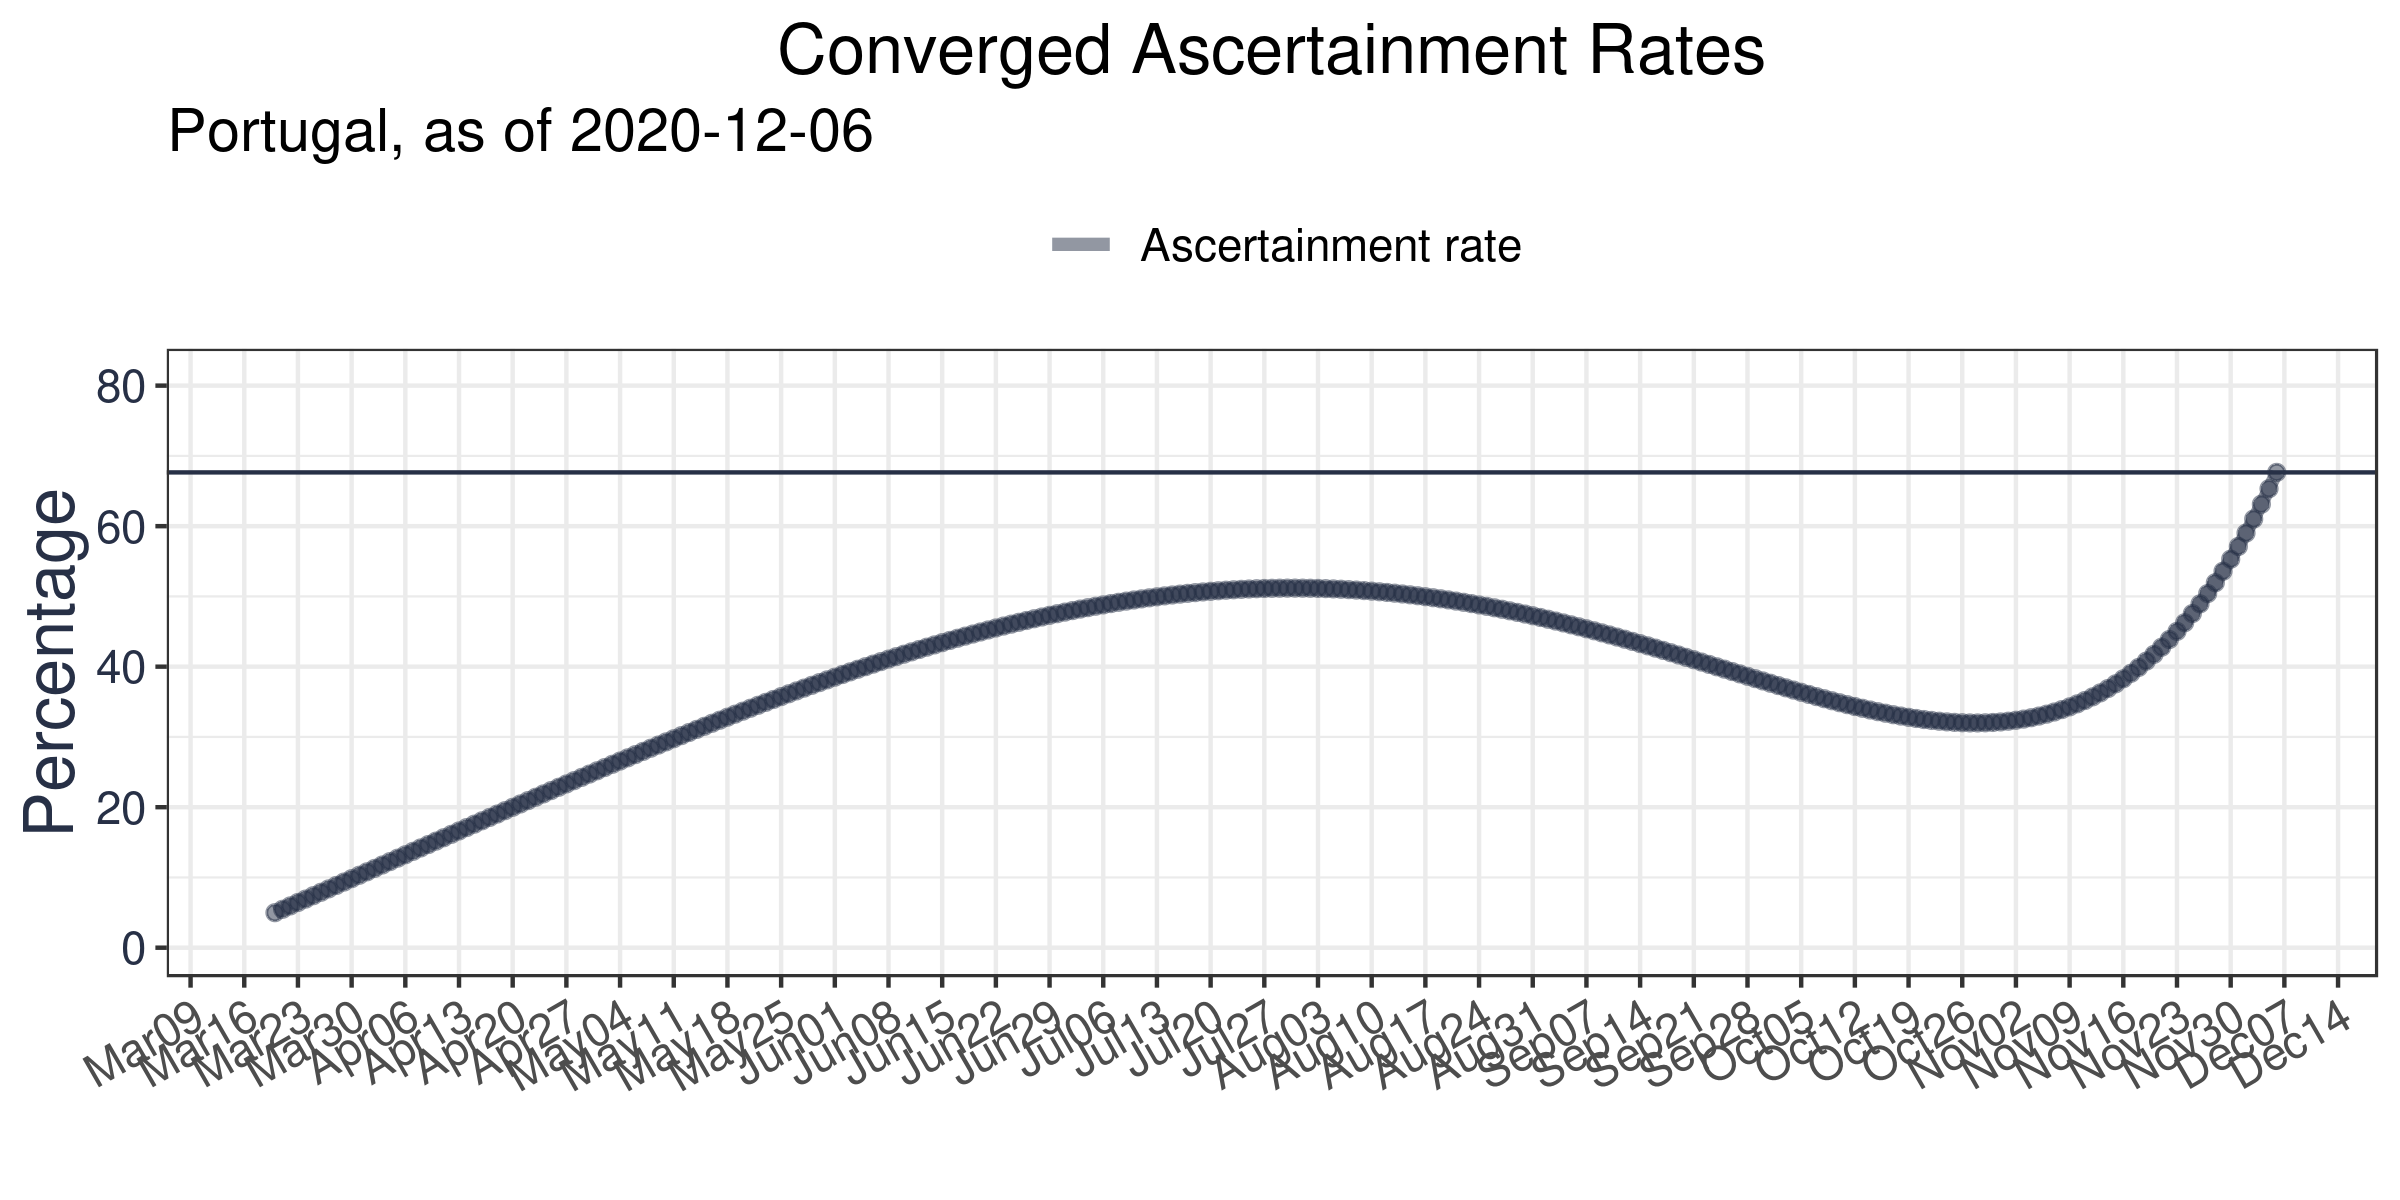 Converged Ascertainment Rates
Portugal, as of 2020-12-06
Ascertainment rate
Percentage
80
60
40
20
0
Mar09
Mar16
Mar23
Mar30
Apr06
Apr13
Apr20
Apr27
May04
May11
May18
May25
Jun01
Jun08
Jun15
Jun22
Jun29
Jul06
Jul13
Jul20
Jul27
Aug03
Aug10
Aug17
Aug24
Aug31
Sep07
Sep14
Sep21
Sep28
Oct05
Oct12
Oct19
Oct26
Nov02
Nov09
Nov16
Nov23
Nov30
Dec07
Dec14